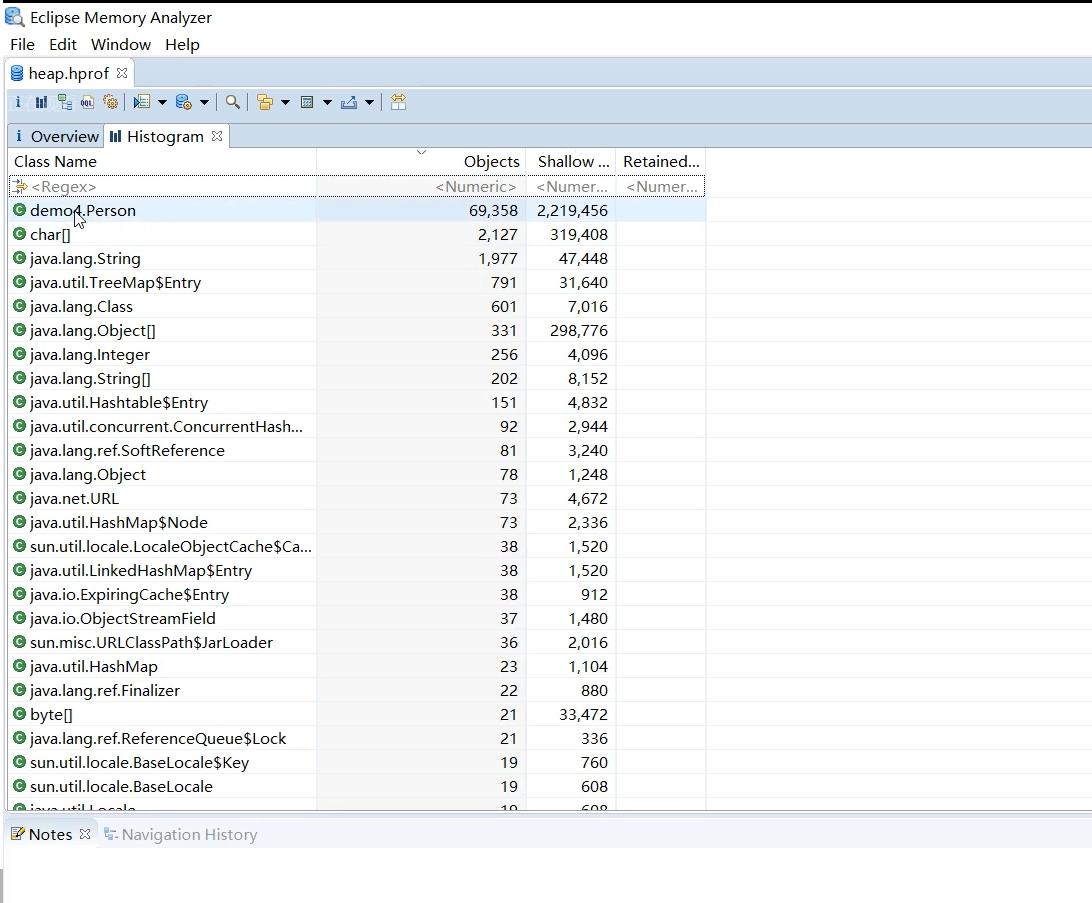 Eclipse Memory Analyzer
File Edit Window Help
heap.hprof
i OQL
i Overview Histogram
Class Name Objects Shallow ... Retained...
<Regex> <Numeric> <Numer... <Numer...
demo4.Person 69,358 2,219,456
char[] 2,127 319,408
java.lang.String 1,977 47,448
java.util.TreeMap$Entry 791 31,640
java.lang.Class 601 7,016
java.lang.Object[] 331 298,776
java.lang.Integer 256 4,096
java.lang.String[] 202 8,152
java.util.Hashtable$Entry 151 4,832
java.util.concurrent.ConcurrentHash... 92 2,944
java.lang.ref.SoftReference 81 3,240
java.lang.Object 78 1,248
java.net.URL 73 4,672
java.util.HashMap$Node 73 2,336
sun.util.locale.LocaleObjectCache$Ca... 38 1,520
java.util.LinkedHashMap$Entry 38 1,520
java.io.ExpiringCache$Entry 38 912
java.io.ObjectStreamField 37 1,480
sun.misc.URLClassPath$JarLoader 36 2,016
java.util.HashMap 23 1,104
java.lang.ref.Finalizer 22 880
byte[] 21 33,472
java.lang.ref.ReferenceQueue$Lock 21 336
sun.util.locale.BaseLocale$Key 19 760
sun.util.locale.BaseLocale 19 608
java.util.Locale 19 608
Notes Navigation History